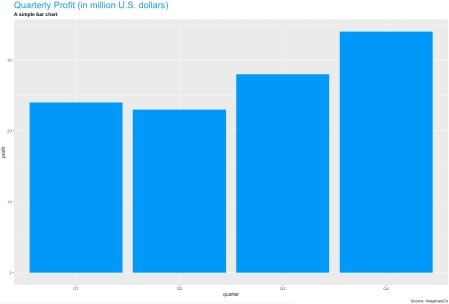 Quarterly Profit (in million U.S. dollars)
A simple bar chart
30
20
10
0
profit
Q1 Q2 Q3 Q4
quarter
Source: ImaginaryCo